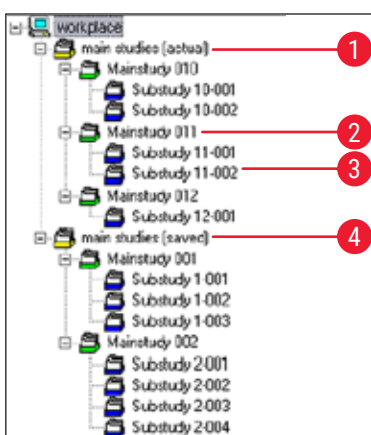 workplace
main studies (actual) 1
Mainstudy 010
Substudy 10-001
Substudy 10-002
Mainstudy 011 2
Substudy 11-001
Substudy 11-002 3
Mainstudy 012
Substudy 12-001
main studies (saved) 4
Mainstudy 001
Substudy 1-001
Substudy 1-002
Substudy 1-003
Mainstudy 002
Substudy 2-001
Substudy 2-002
Substudy 2-003
Substudy 2-004